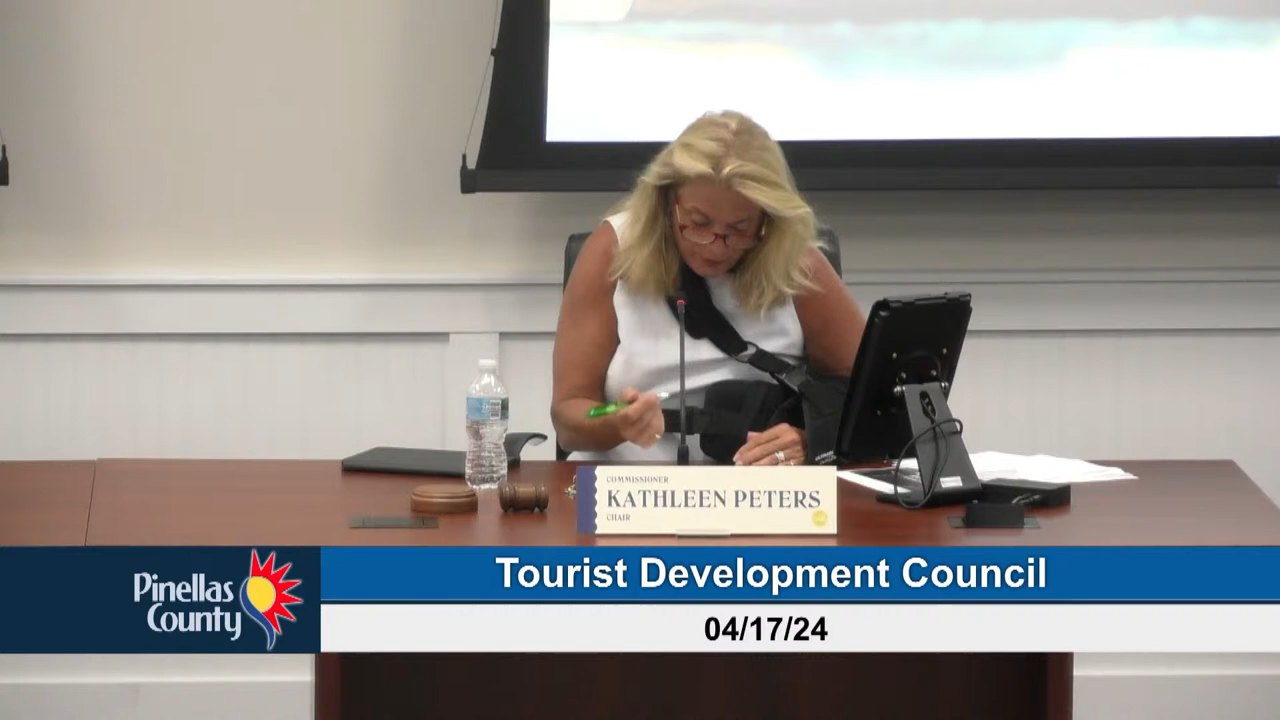 COMMISSIONER
KATHLEEN PETERS
CHAIR
Pinellas
County
Tourist Development Council
04/17/24